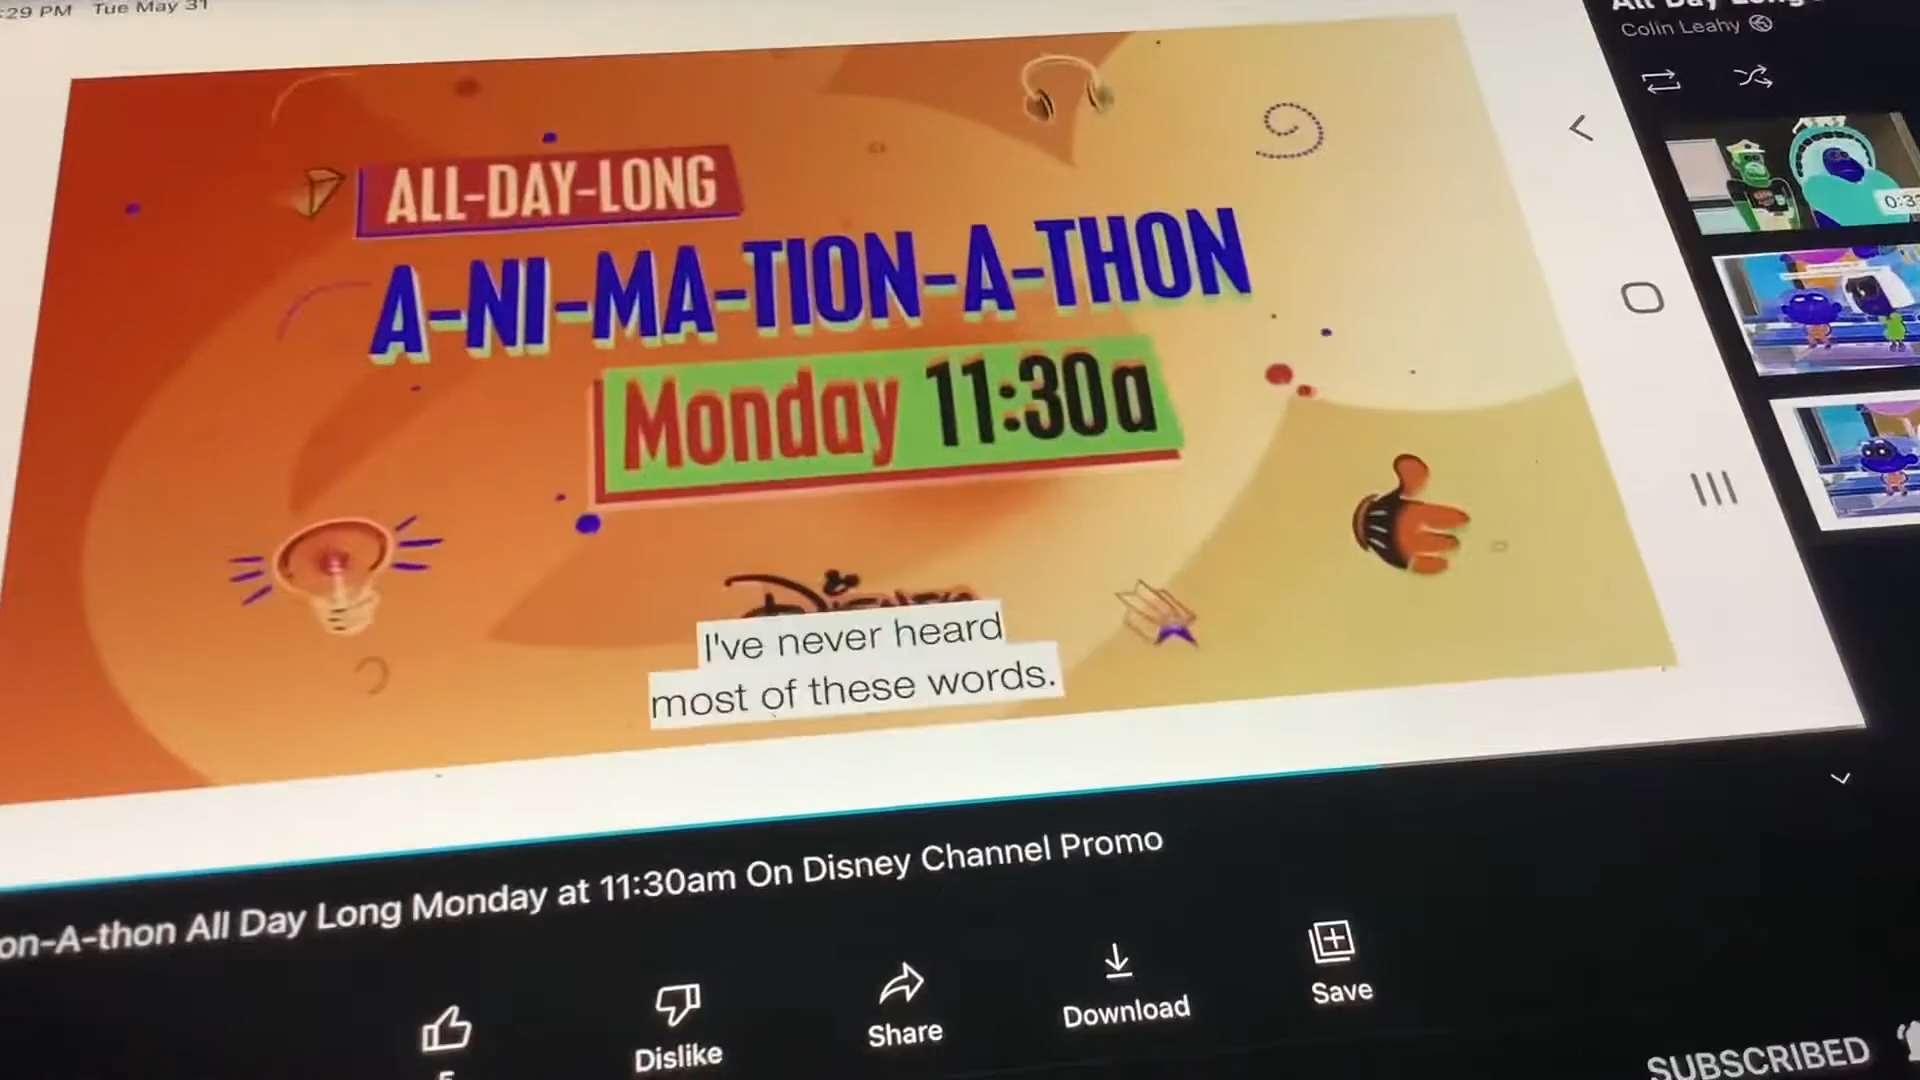 :29 PM Tue May 31
Colin Leahy
ALL-DAY-LONG
A-NI-MA-TION-A-THON
Monday 11:30a
Disney
I've never heard
most of these words.
on-A-thon All Day Long Monday at 11:30am On Disney Channel Promo
Dislike
Share
Download
Save
SUBSCRIBED